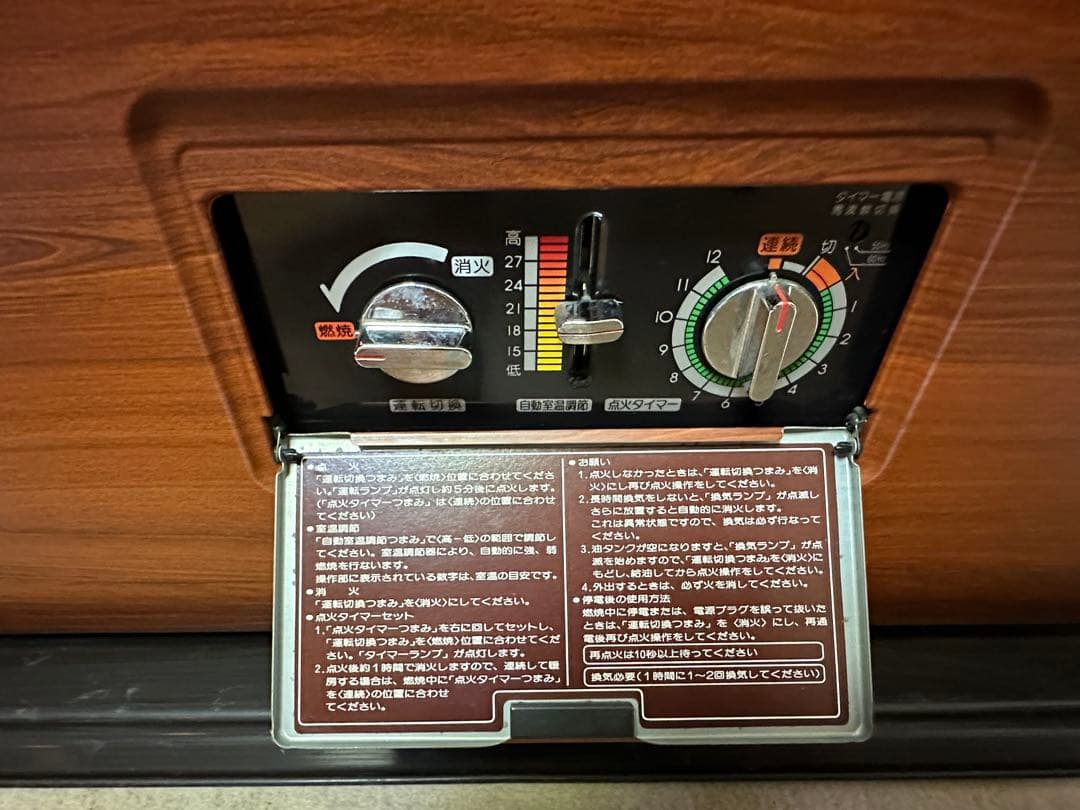 タイマー電源
周波数切換
高
27
24
21
18
15
低
消火
燃焼
運転切換
自動室温調節
12
11
10
9
8
7
6
5
4
3
2
1
連続
切
入
50Hz
60Hz
点火タイマー
●点　火
「運転切換つまみ」を〈燃焼〉位置に合わせてくださ
い。「運転ランプ」が点灯し約5分後に点火します。
（「点火タイマーつまみ」は〈連続〉の位置に合わせ
てください）
●室温調節
「自動室温調節つまみ」で〈高－低〉の範囲で調節し
てください。室温調節器により、自動的に強、弱
燃焼を行ないます。
操作部に表示されている数字は、室温の目安です。
●消　火
「運転切換つまみ」を〈消火〉にしてください。
●点火タイマーセット
1.「点火タイマーつまみ」を右に回してセットし、
「運転切換つまみ」を〈燃焼〉位置に合わせてくだ
さい。「タイマーランプ」が点灯します。
2.点火後約1時間で消火しますので、連続して暖
房する場合は、燃焼中に「点火タイマーつまみ」
を〈連続〉の位置に合わせ
てください。
●お願い
1.点火しなかったときは、「運転切換つまみ」を〈消
火〉にし再び点火操作をしてください。
2.長時間換気をしないと、「換気ランプ」が点滅し
さらに放置すると自動的に消火します。
これは異常状態ですので、換気は必ず行なって
ください。
3.油タンクが空になりますと、「換気ランプ」が点
滅を始めますので、「運転切換つまみ」を〈消火〉に
もどし、給油してから点火操作をしてください。
4.外出するときは、必ず火を消してください。
●停電後の使用方法
燃焼中に停電または、電源プラグを誤って抜いた
ときは、「運転切換つまみ」を〈消火〉にし、再通
電後再び点火操作をしてください。
再点火は10秒以上待ってください
換気必要（1時間に1～2回換気してください）